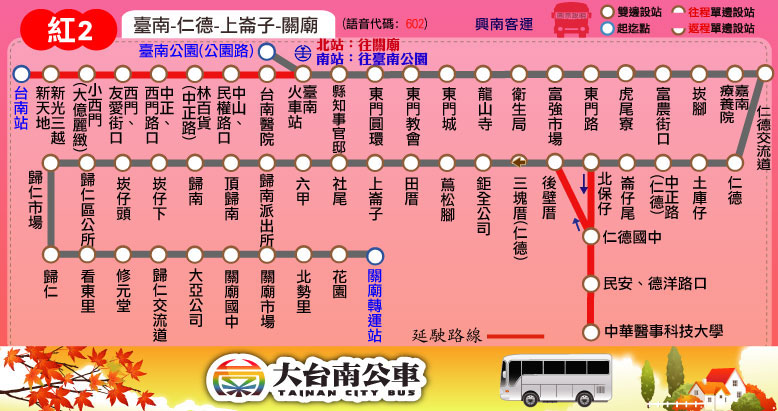 紅2
臺南-仁德-上崙子-關廟
(語音代碼: 602)
興南客運
雙邊設站
往程單邊設站
起迄點
返程單邊設站
臺南公園(公園路)
北站：往關廟
南站：往臺南公園
台南站
新光三越新天地
小西門(大億麗緻)
西門、友愛街口
中正、西門路口
林百貨(中正路)
中山、民權路口
台南醫院
臺南火車站
縣知事官邸
東門圓環
東門教會
東門城
龍山寺
衛生局
富強市場
東門路
虎尾寮
富農街口
崁腳
嘉南療養院
仁德交流道
歸仁市場
歸仁區公所
崁仔頭
崁仔下
歸南
頂歸南
歸南派出所
六甲
社尾
上崙子
田厝
蔦松腳
鉅全公司
三塊厝(仁德)
後壁厝
北保仔
崙仔尾
中正路(仁德)
土庫仔
仁德
仁德國中
民安、德洋路口
中華醫事科技大學
歸仁
看東里
修元堂
歸仁交流道
大亞公司
關廟國中
關廟市場
北勢里
花園
關廟轉運站
延駛路線
大台南公車
TAINAN CITY BUS